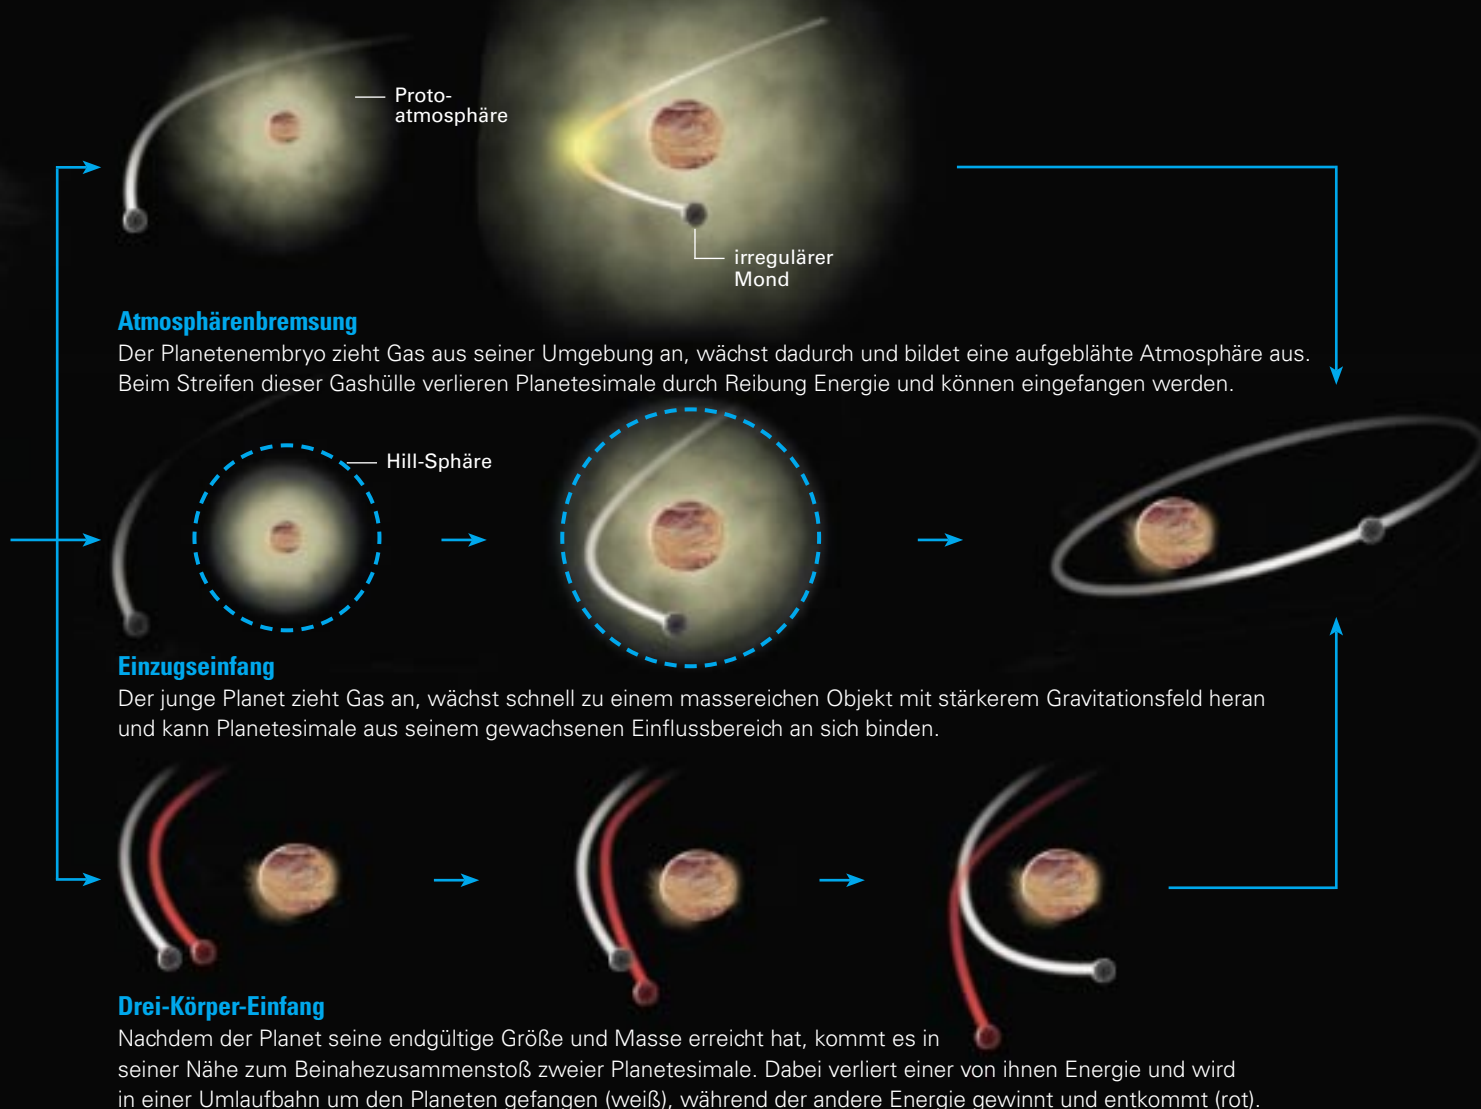 Proto-
atmosphäre
irregulärer
Mond
Atmosphärenbremsung
Der Planetenembryo zieht Gas aus seiner Umgebung an, wächst dadurch und bildet eine aufgeblähte Atmosphäre aus.
Beim Streifen dieser Gashülle verlieren Planetesimale durch Reibung Energie und können eingefangen werden.
Hill-Sphäre
Einzugseinfang
Der junge Planet zieht Gas an, wächst schnell zu einem massereichen Objekt mit stärkerem Gravitationsfeld heran
und kann Planetesimale aus seinem gewachsenen Einflussbereich an sich binden.
Drei-Körper-Einfang
Nachdem der Planet seine endgültige Größe und Masse erreicht hat, kommt es in
seiner Nähe zum Beinahezusammenstoß zweier Planetesimale. Dabei verliert einer von ihnen Energie und wird
in einer Umlaufbahn um den Planeten gefangen (weiß), während der andere Energie gewinnt und entkommt (rot).